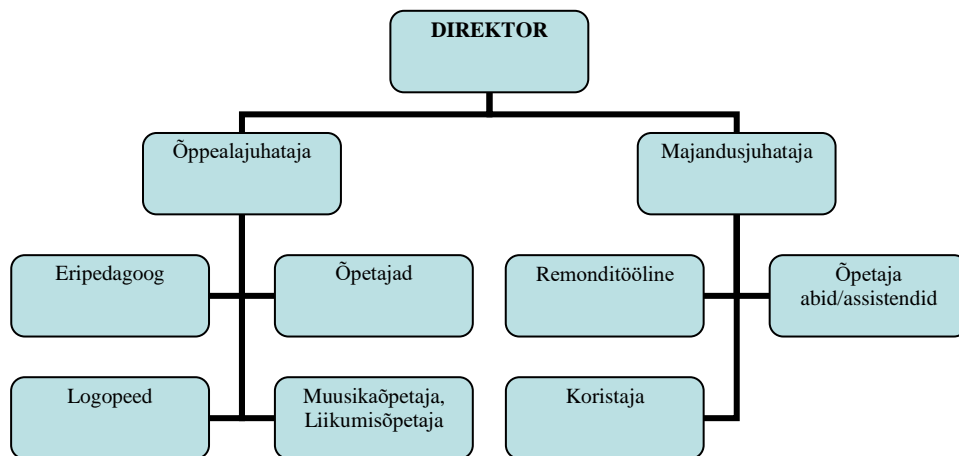 DIREKTOR
Õppealajuhataja
Majandusjuhataja
Eripedagoog
Õpetajad
Remonditööline
Õpetaja
abid/assistendid
Logopeed
Muusikaõpetaja,
Liikumisõpetaja
Koristaja